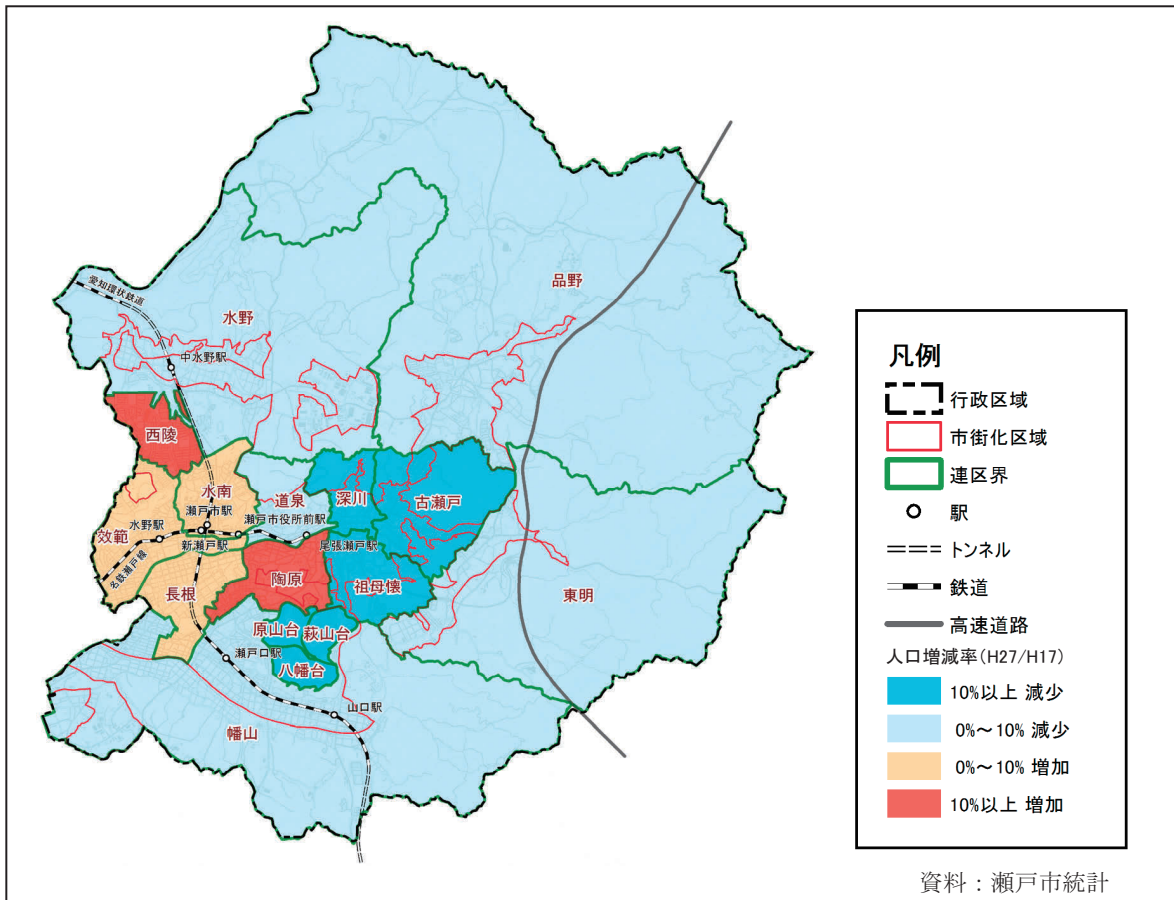 品野
愛知環状鉄道
水野
中水野駅
西陵
水南
瀬戸市駅
道泉
瀬戸市役所前駅
深川
古瀬戸
効範
水野駅
新瀬戸駅
尾張瀬戸駅
名鉄瀬戸線
長根
陶原
祖母懐
東明
原山台
萩山台
瀬戸口駅
八幡台
山口駅
幡山
凡例
行政区域
市街化区域
連区界
駅
トンネル
鉄道
高速道路
人口増減率(H27/H17)
10%以上 減少
0%～10% 減少
0%～10% 増加
10%以上 増加
資料：瀬戸市統計